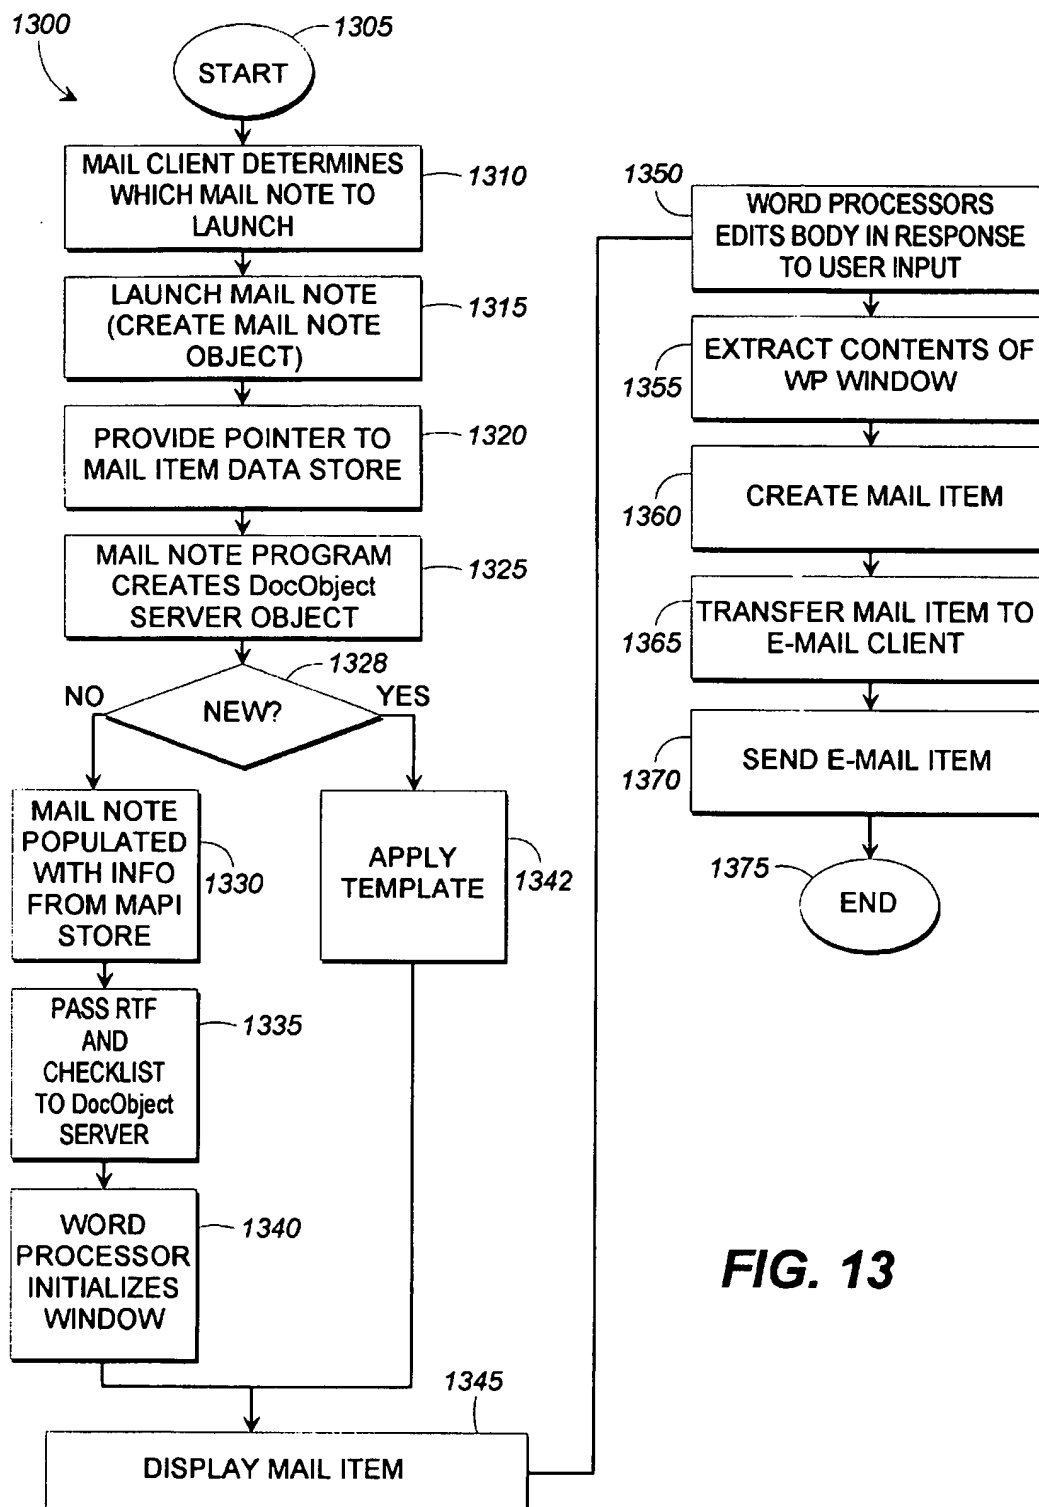 1300
1305
START
MAIL CLIENT DETERMINES
WHICH MAIL NOTE TO
LAUNCH
1310
LAUNCH MAIL NOTE
(CREATE MAIL NOTE
OBJECT)
1315
PROVIDE POINTER TO
MAIL ITEM DATA STORE
1320
MAIL NOTE PROGRAM
CREATES DocObject
SERVER OBJECT
1325
1328
NO
NEW?
YES
MAIL NOTE
POPULATED
WITH INFO
FROM MAPI
STORE
1330
APPLY
TEMPLATE
1342
PASS RTF
AND
CHECKLIST
TO DocObject
SERVER
1335
WORD
PROCESSOR
INITIALIZES
WINDOW
1340
1345
DISPLAY MAIL ITEM
1350
WORD PROCESSORS
EDITS BODY IN RESPONSE
TO USER INPUT
1355
EXTRACT CONTENTS OF
WP WINDOW
1360
CREATE MAIL ITEM
1365
TRANSFER MAIL ITEM TO
E-MAIL CLIENT
1370
SEND E-MAIL ITEM
1375
END
FIG. 13